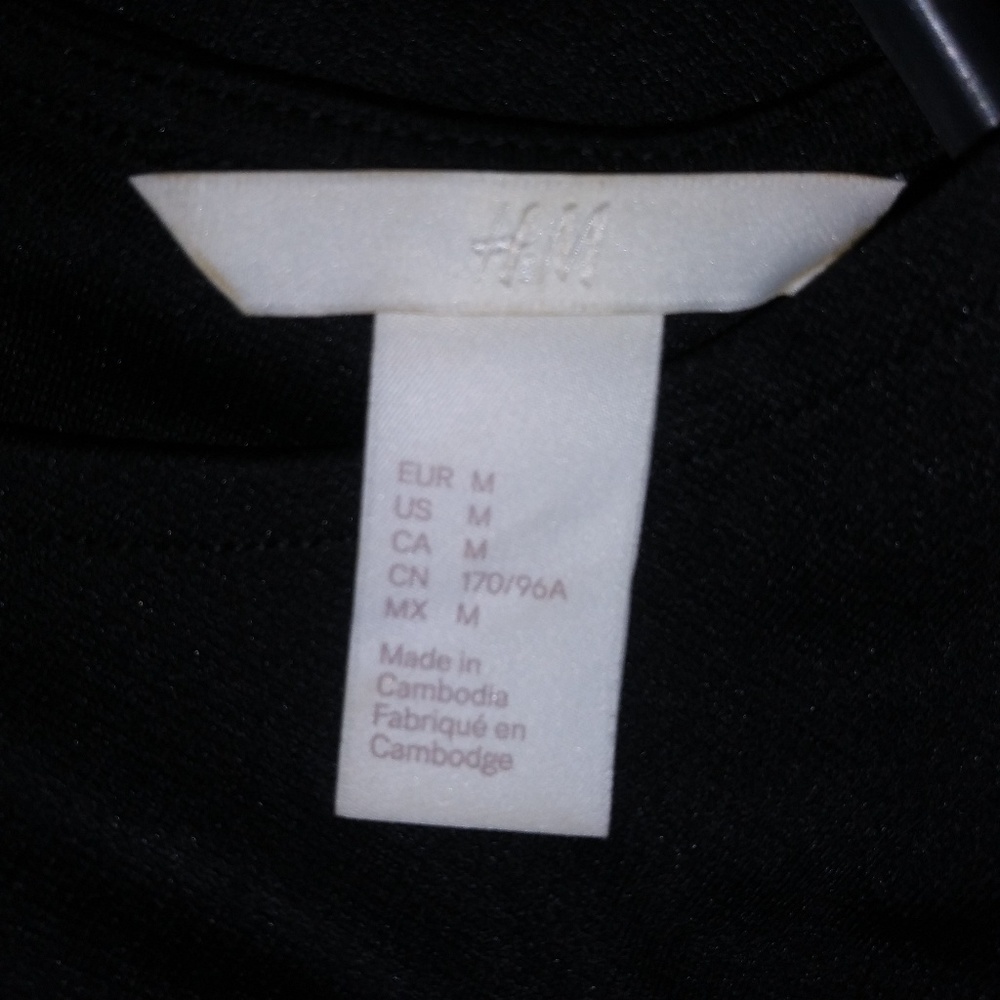 H&M
EUR M
US M
CA M
CN 170/96A
MX M
Made in
Cambodia
Fabriqué en
Cambodge